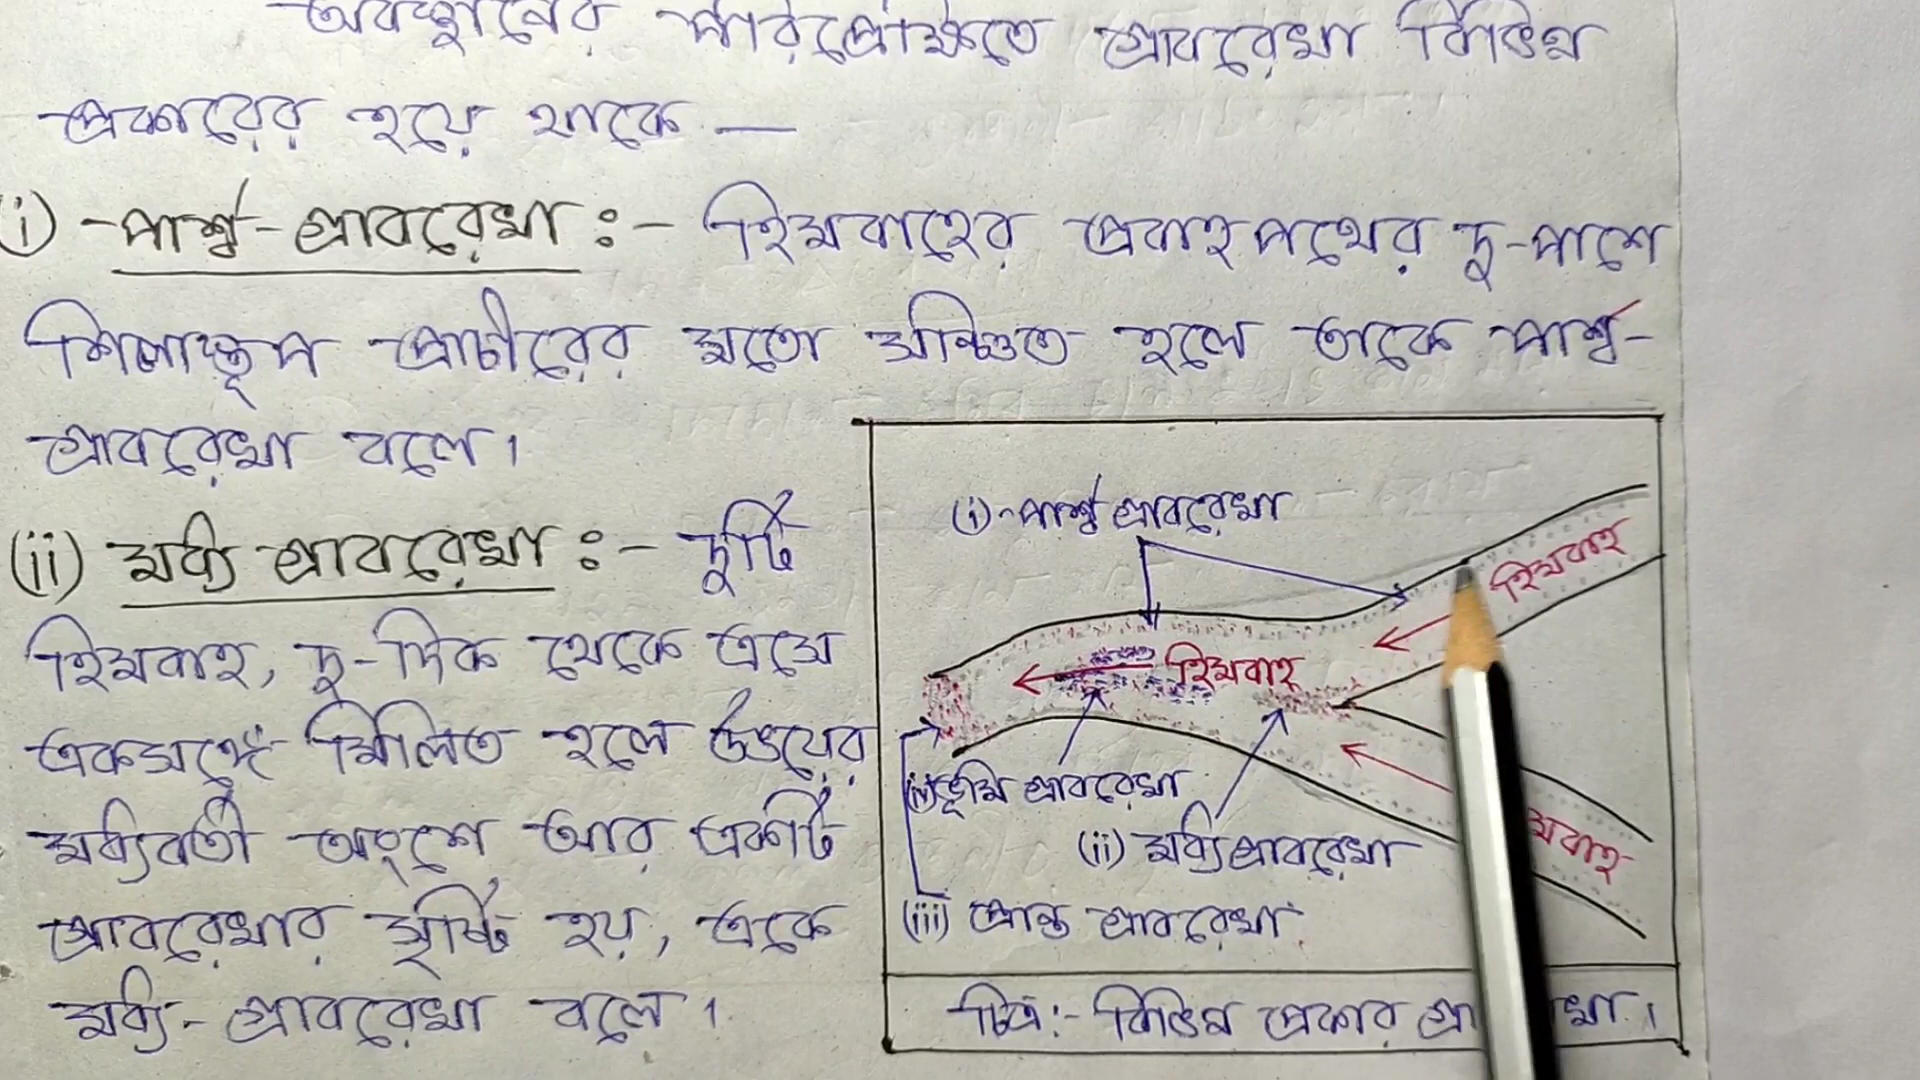 অবস্থানের পরিপ্রেক্ষিতে গ্রাবরেখা বিভিন্ন
প্রকারের হয়ে থাকে —
(i) পার্শ্ব-গ্রাবরেখা :- হিমবাহের প্রবাহপথের দু-পাশে
শিলাস্তূপ প্রাচীরের মতো সঞ্চিত হলে তাকে পার্শ্ব-
গ্রাবরেখা বলে।
(ii) মধ্য গ্রাবরেখা :- দুটি
হিমবাহ, দু-দিক থেকে এসে
একসঙ্গে মিলিত হলে উভয়ের
মধ্যবর্তী অংশে আর একটি
গ্রাবরেখার সৃষ্টি হয়, একে
মধ্য-গ্রাবরেখা বলে।
(i) পার্শ্ব গ্রাবরেখা
হিমবাহ
হিমবাহ
(iv) ভূমি গ্রাবরেখা
মবাহ
(ii) মধ্য গ্রাবরেখা
(iii) প্রান্ত গ্রাবরেখা
চিত্র:- বিভিন্ন প্রকার গ্রা খা।